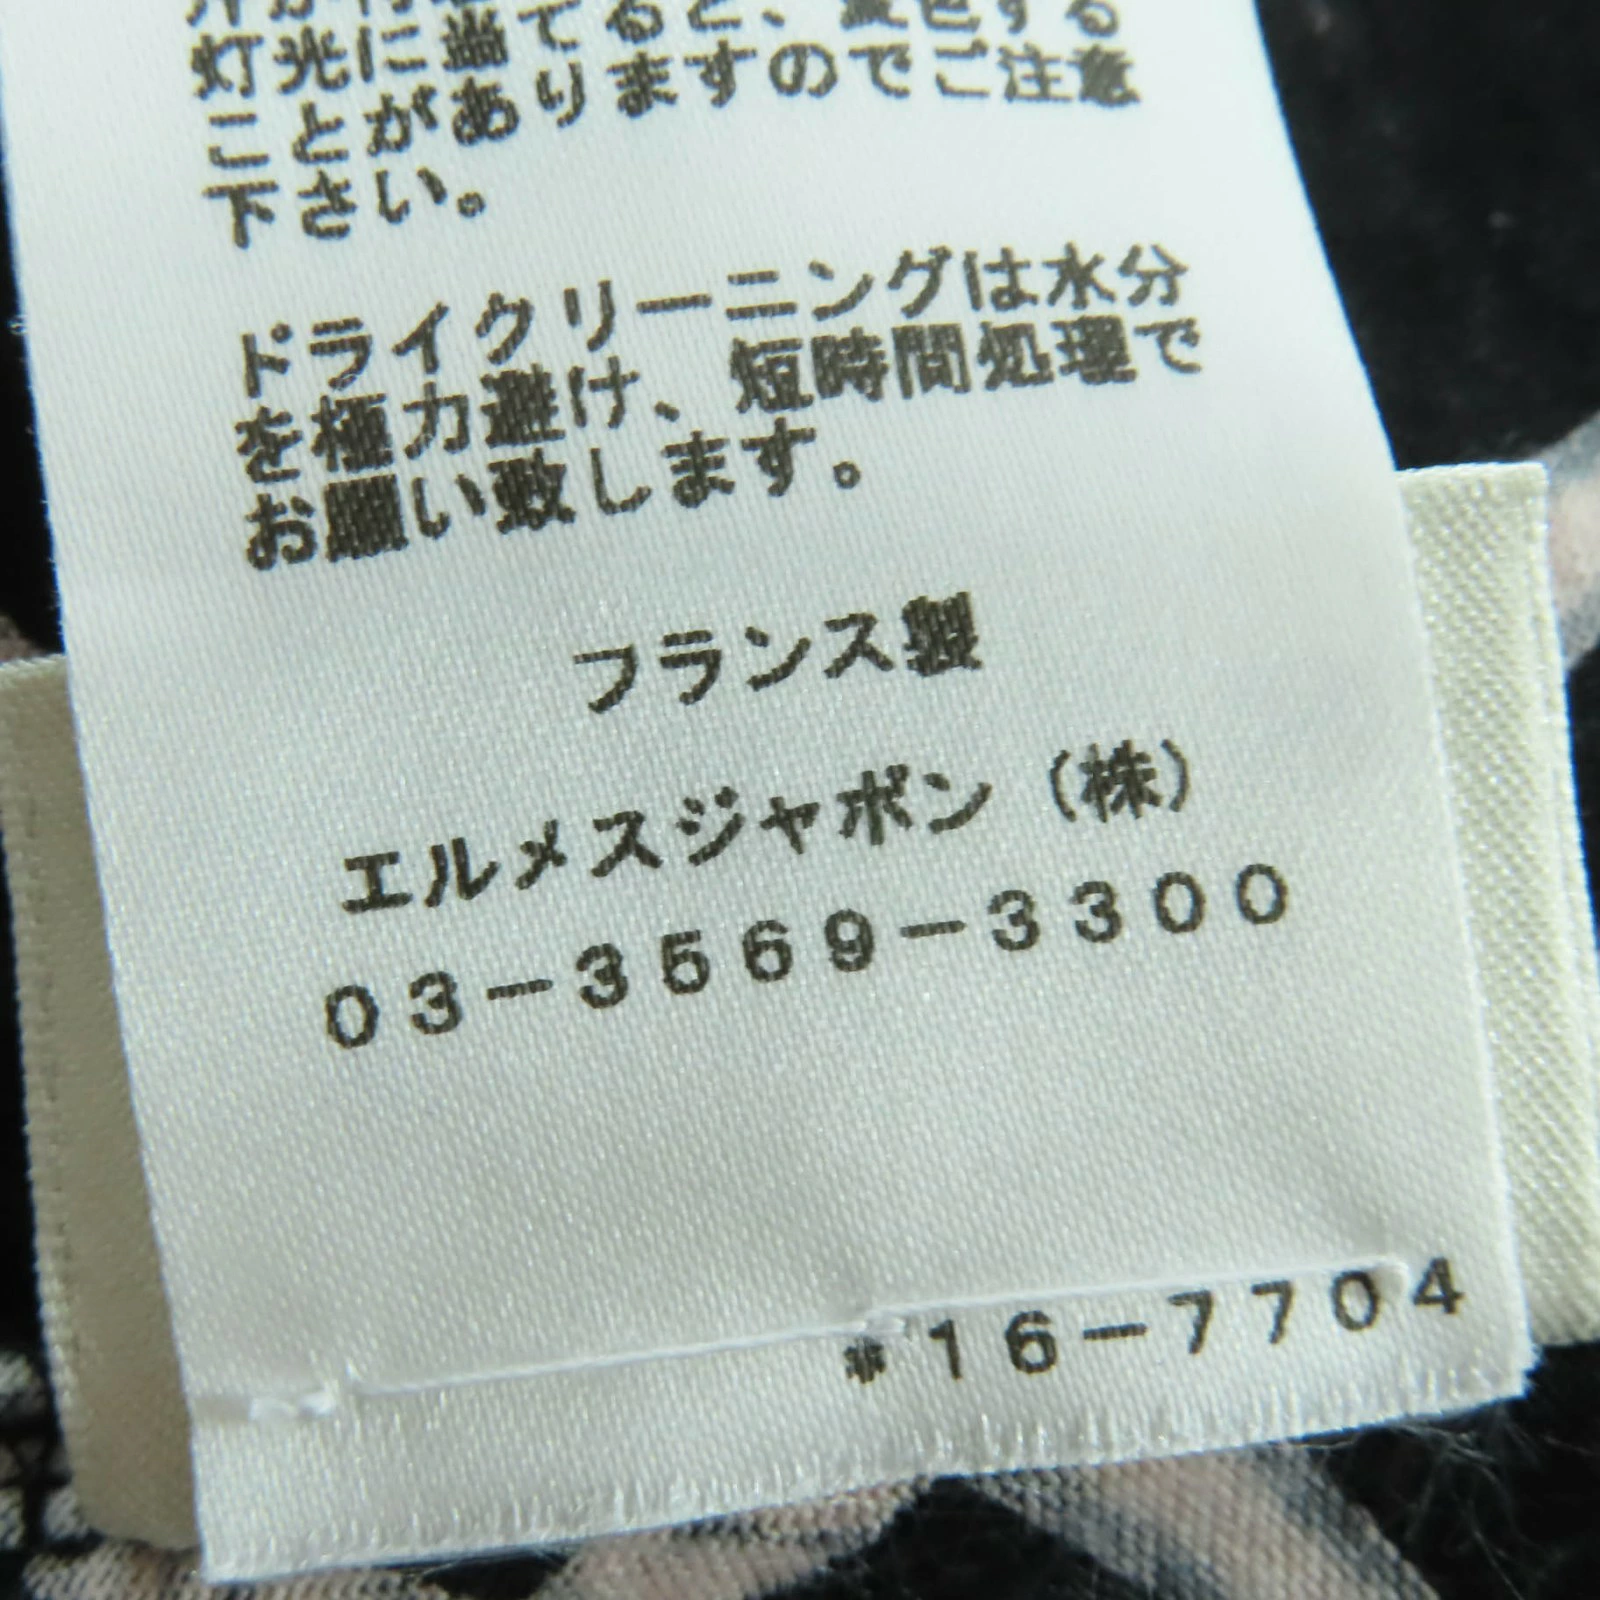 灯光に当てると、変色する
ことがありますのでご注意
下さい。
ドライクリーニングは水分
を極力避け、短時間処理で
お願い致します。
フランス製
エルメスジャポン（株）
03-3569-3300
*16-7704